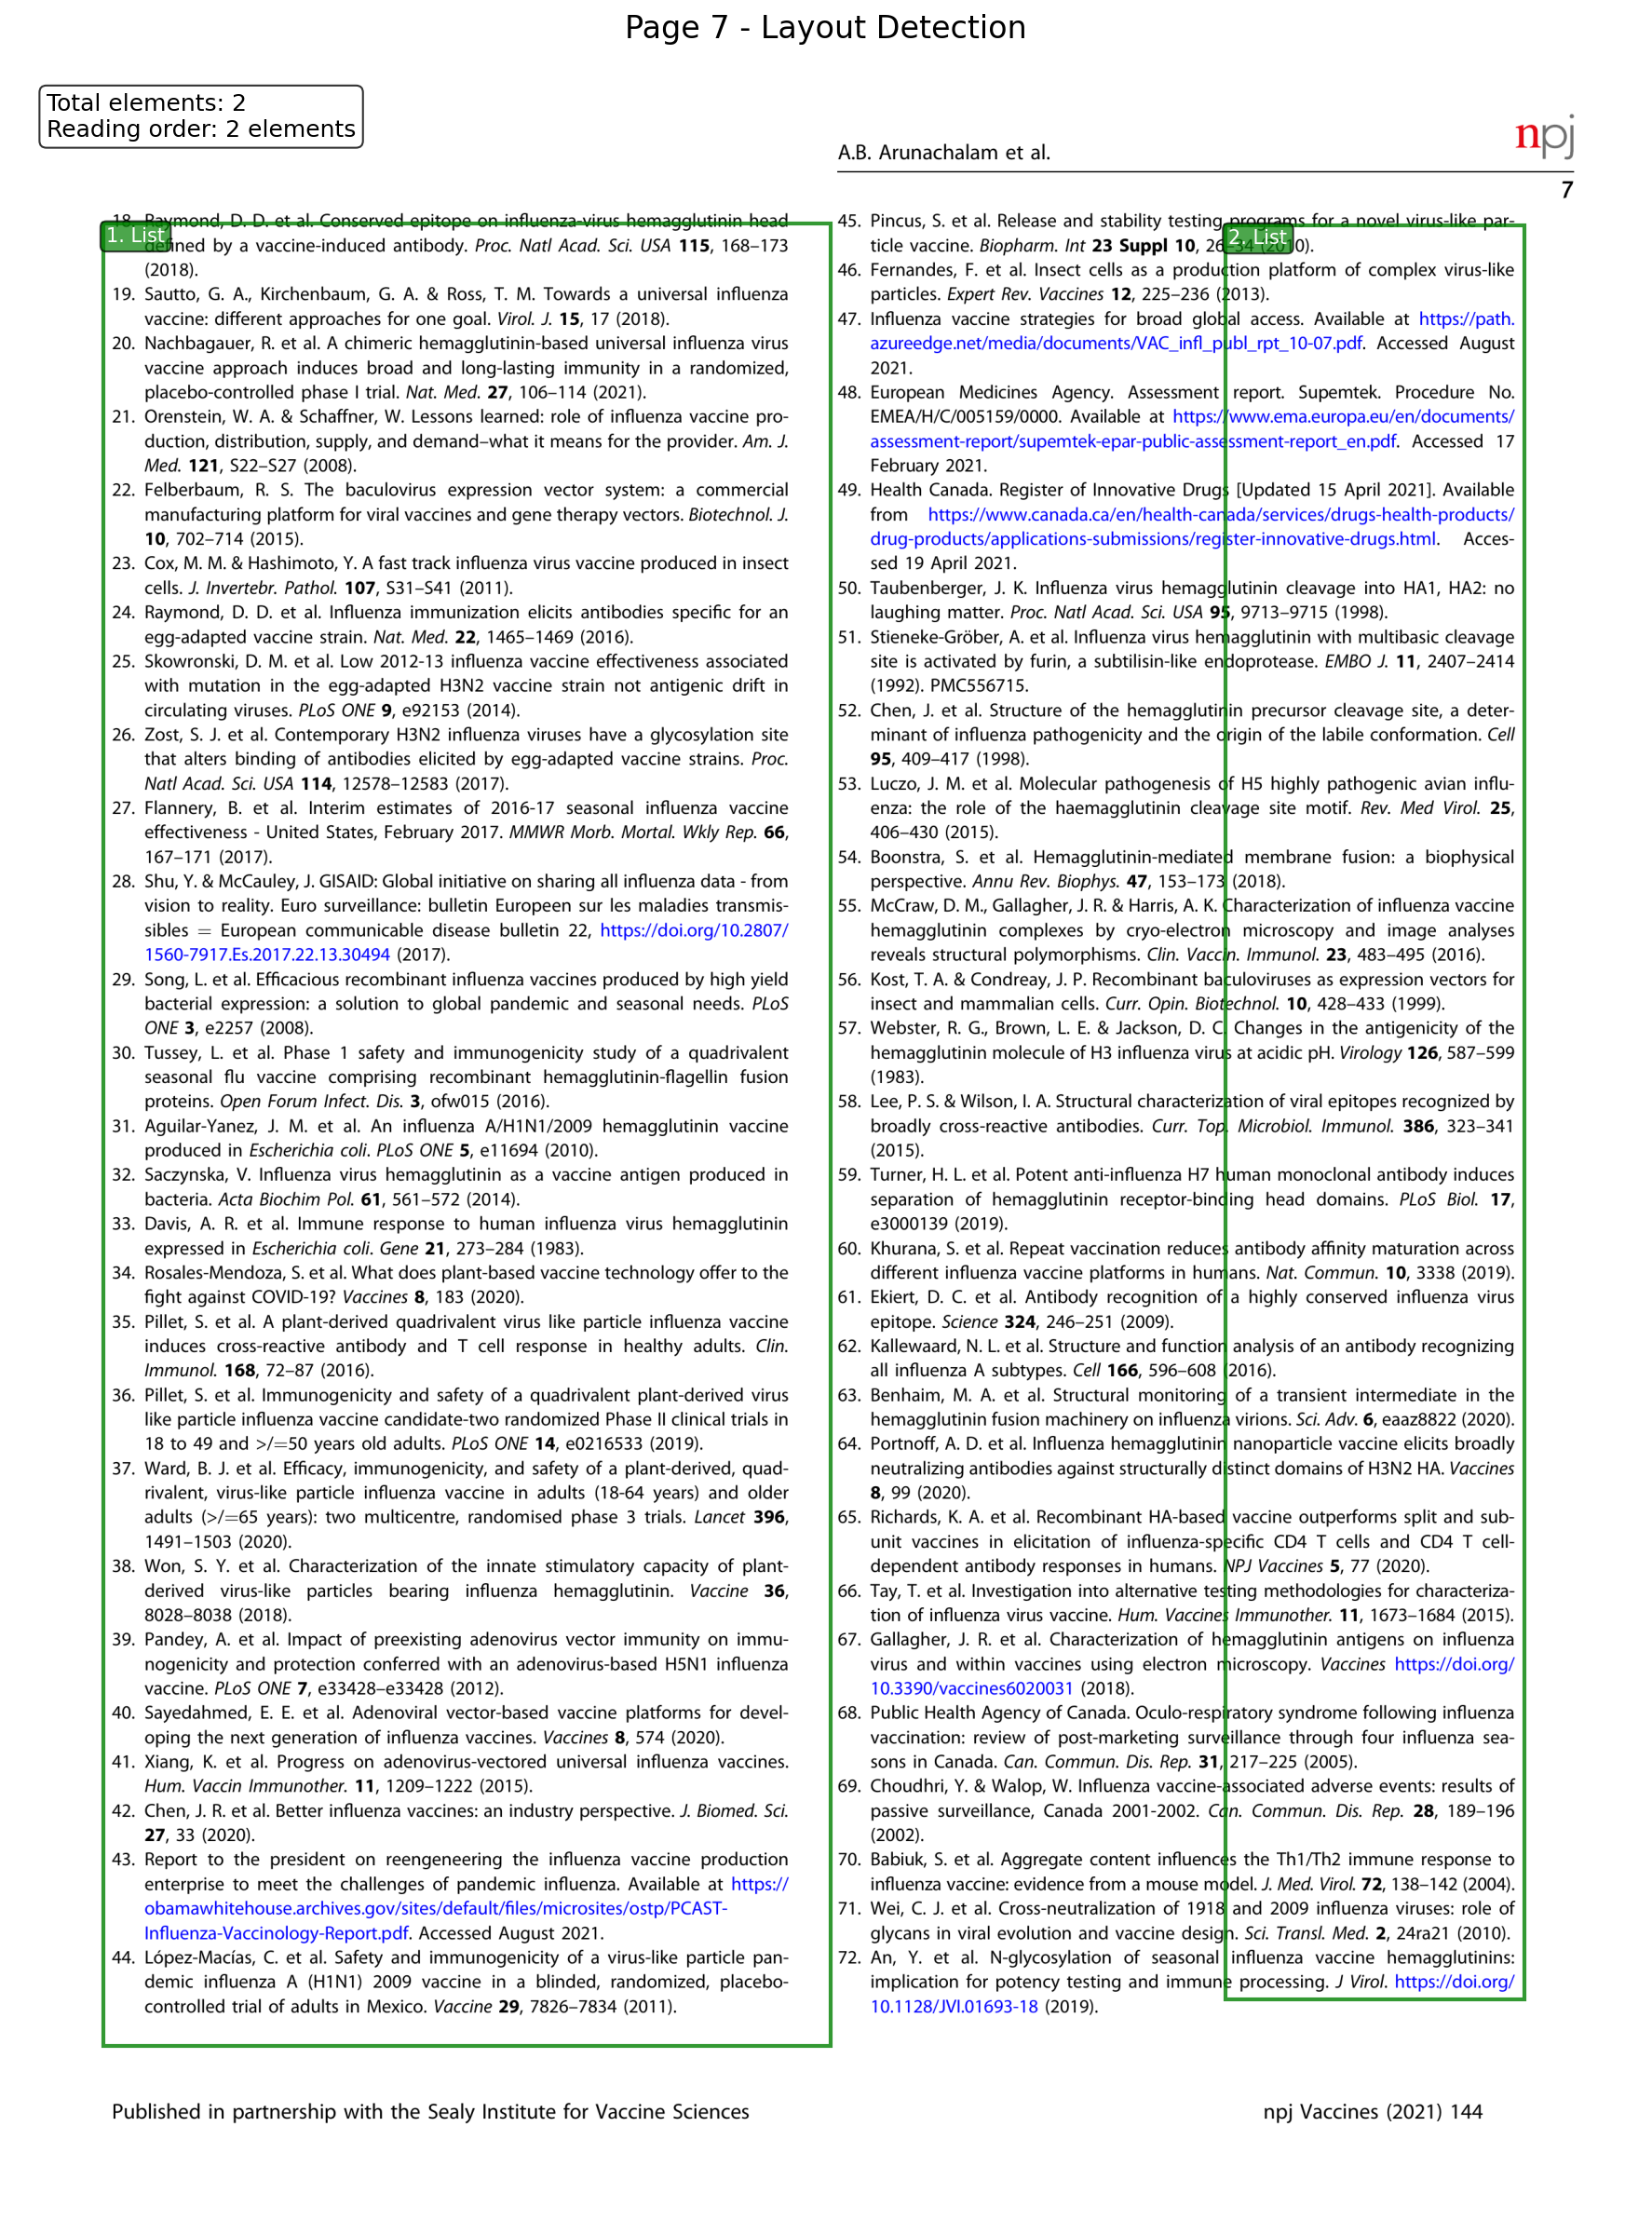 Page 7 - Layout Detection
Total elements: 2
Reading order: 2 elements
A.B. Arunachalam et al.
npj
7
1. List
18. Raymond, D. D. et al. Conserved epitope on influenza-virus hemagglutinin head
defined by a vaccine-induced antibody. Proc. Natl Acad. Sci. USA 115, 168–173
(2018).
19. Sautto, G. A., Kirchenbaum, G. A. & Ross, T. M. Towards a universal influenza
vaccine: different approaches for one goal. Virol. J. 15, 17 (2018).
20. Nachbagauer, R. et al. A chimeric hemagglutinin-based universal influenza virus
vaccine approach induces broad and long-lasting immunity in a randomized,
placebo-controlled phase I trial. Nat. Med. 27, 106–114 (2021).
21. Orenstein, W. A. & Schaffner, W. Lessons learned: role of influenza vaccine pro-
duction, distribution, supply, and demand–what it means for the provider. Am. J.
Med. 121, S22–S27 (2008).
22. Felberbaum, R. S. The baculovirus expression vector system: a commercial
manufacturing platform for viral vaccines and gene therapy vectors. Biotechnol. J.
10, 702–714 (2015).
23. Cox, M. M. & Hashimoto, Y. A fast track influenza virus vaccine produced in insect
cells. J. Invertebr. Pathol. 107, S31–S41 (2011).
24. Raymond, D. D. et al. Influenza immunization elicits antibodies specific for an
egg-adapted vaccine strain. Nat. Med. 22, 1465–1469 (2016).
25. Skowronski, D. M. et al. Low 2012-13 influenza vaccine effectiveness associated
with mutation in the egg-adapted H3N2 vaccine strain not antigenic drift in
circulating viruses. PLoS ONE 9, e92153 (2014).
26. Zost, S. J. et al. Contemporary H3N2 influenza viruses have a glycosylation site
that alters binding of antibodies elicited by egg-adapted vaccine strains. Proc.
Natl Acad. Sci. USA 114, 12578–12583 (2017).
27. Flannery, B. et al. Interim estimates of 2016-17 seasonal influenza vaccine
effectiveness - United States, February 2017. MMWR Morb. Mortal. Wkly Rep. 66,
167–171 (2017).
28. Shu, Y. & McCauley, J. GISAID: Global initiative on sharing all influenza data - from
vision to reality. Euro surveillance: bulletin Europeen sur les maladies transmis-
sibles = European communicable disease bulletin 22, https://doi.org/10.2807/
1560-7917.Es.2017.22.13.30494 (2017).
29. Song, L. et al. Efficacious recombinant influenza vaccines produced by high yield
bacterial expression: a solution to global pandemic and seasonal needs. PLoS
ONE 3, e2257 (2008).
30. Tussey, L. et al. Phase 1 safety and immunogenicity study of a quadrivalent
seasonal flu vaccine comprising recombinant hemagglutinin-flagellin fusion
proteins. Open Forum Infect. Dis. 3, ofw015 (2016).
31. Aguilar-Yanez, J. M. et al. An influenza A/H1N1/2009 hemagglutinin vaccine
produced in Escherichia coli. PLoS ONE 5, e11694 (2010).
32. Saczynska, V. Influenza virus hemagglutinin as a vaccine antigen produced in
bacteria. Acta Biochim Pol. 61, 561–572 (2014).
33. Davis, A. R. et al. Immune response to human influenza virus hemagglutinin
expressed in Escherichia coli. Gene 21, 273–284 (1983).
34. Rosales-Mendoza, S. et al. What does plant-based vaccine technology offer to the
fight against COVID-19? Vaccines 8, 183 (2020).
35. Pillet, S. et al. A plant-derived quadrivalent virus like particle influenza vaccine
induces cross-reactive antibody and T cell response in healthy adults. Clin.
Immunol. 168, 72–87 (2016).
36. Pillet, S. et al. Immunogenicity and safety of a quadrivalent plant-derived virus
like particle influenza vaccine candidate-two randomized Phase II clinical trials in
18 to 49 and >/=50 years old adults. PLoS ONE 14, e0216533 (2019).
37. Ward, B. J. et al. Efficacy, immunogenicity, and safety of a plant-derived, quad-
rivalent, virus-like particle influenza vaccine in adults (18-64 years) and older
adults (>/=65 years): two multicentre, randomised phase 3 trials. Lancet 396,
1491–1503 (2020).
38. Won, S. Y. et al. Characterization of the innate stimulatory capacity of plant-
derived virus-like particles bearing influenza hemagglutinin. Vaccine 36,
8028–8038 (2018).
39. Pandey, A. et al. Impact of preexisting adenovirus vector immunity on immu-
nogenicity and protection conferred with an adenovirus-based H5N1 influenza
vaccine. PLoS ONE 7, e33428–e33428 (2012).
40. Sayedahmed, E. E. et al. Adenoviral vector-based vaccine platforms for devel-
oping the next generation of influenza vaccines. Vaccines 8, 574 (2020).
41. Xiang, K. et al. Progress on adenovirus-vectored universal influenza vaccines.
Hum. Vaccin Immunother. 11, 1209–1222 (2015).
42. Chen, J. R. et al. Better influenza vaccines: an industry perspective. J. Biomed. Sci.
27, 33 (2020).
43. Report to the president on reengeneering the influenza vaccine production
enterprise to meet the challenges of pandemic influenza. Available at https://
obamawhitehouse.archives.gov/sites/default/files/microsites/ostp/PCAST-
Influenza-Vaccinology-Report.pdf. Accessed August 2021.
44. López-Macías, C. et al. Safety and immunogenicity of a virus-like particle pan-
demic influenza A (H1N1) 2009 vaccine in a blinded, randomized, placebo-
controlled trial of adults in Mexico. Vaccine 29, 7826–7834 (2011).
2. List
45. Pincus, S. et al. Release and stability testing programs for a novel virus-like par-
ticle vaccine. Biopharm. Int 23 Suppl 10, 26–34 (2010).
46. Fernandes, F. et al. Insect cells as a production platform of complex virus-like
particles. Expert Rev. Vaccines 12, 225–236 (2013).
47. Influenza vaccine strategies for broad global access. Available at https://path.
azureedge.net/media/documents/VAC_infl_publ_rpt_10-07.pdf. Accessed August
2021.
48. European Medicines Agency. Assessment report. Supemtek. Procedure No.
EMEA/H/C/005159/0000. Available at https://www.ema.europa.eu/en/documents/
assessment-report/supemtek-epar-public-assessment-report_en.pdf. Accessed 17
February 2021.
49. Health Canada. Register of Innovative Drugs [Updated 15 April 2021]. Available
from https://www.canada.ca/en/health-canada/services/drugs-health-products/
drug-products/applications-submissions/register-innovative-drugs.html. Acces-
sed 19 April 2021.
50. Taubenberger, J. K. Influenza virus hemagglutinin cleavage into HA1, HA2: no
laughing matter. Proc. Natl Acad. Sci. USA 95, 9713–9715 (1998).
51. Stieneke-Gröber, A. et al. Influenza virus hemagglutinin with multibasic cleavage
site is activated by furin, a subtilisin-like endoprotease. EMBO J. 11, 2407–2414
(1992). PMC556715.
52. Chen, J. et al. Structure of the hemagglutinin precursor cleavage site, a deter-
minant of influenza pathogenicity and the origin of the labile conformation. Cell
95, 409–417 (1998).
53. Luczo, J. M. et al. Molecular pathogenesis of H5 highly pathogenic avian influ-
enza: the role of the haemagglutinin cleavage site motif. Rev. Med Virol. 25,
406–430 (2015).
54. Boonstra, S. et al. Hemagglutinin-mediated membrane fusion: a biophysical
perspective. Annu Rev. Biophys. 47, 153–173 (2018).
55. McCraw, D. M., Gallagher, J. R. & Harris, A. K. Characterization of influenza vaccine
hemagglutinin complexes by cryo-electron microscopy and image analyses
reveals structural polymorphisms. Clin. Vaccin. Immunol. 23, 483–495 (2016).
56. Kost, T. A. & Condreay, J. P. Recombinant baculoviruses as expression vectors for
insect and mammalian cells. Curr. Opin. Biotechnol. 10, 428–433 (1999).
57. Webster, R. G., Brown, L. E. & Jackson, D. C. Changes in the antigenicity of the
hemagglutinin molecule of H3 influenza virus at acidic pH. Virology 126, 587–599
(1983).
58. Lee, P. S. & Wilson, I. A. Structural characterization of viral epitopes recognized by
broadly cross-reactive antibodies. Curr. Top. Microbiol. Immunol. 386, 323–341
(2015).
59. Turner, H. L. et al. Potent anti-influenza H7 human monoclonal antibody induces
separation of hemagglutinin receptor-binding head domains. PLoS Biol. 17,
e3000139 (2019).
60. Khurana, S. et al. Repeat vaccination reduces antibody affinity maturation across
different influenza vaccine platforms in humans. Nat. Commun. 10, 3338 (2019).
61. Ekiert, D. C. et al. Antibody recognition of a highly conserved influenza virus
epitope. Science 324, 246–251 (2009).
62. Kallewaard, N. L. et al. Structure and function analysis of an antibody recognizing
all influenza A subtypes. Cell 166, 596–608 (2016).
63. Benhaim, M. A. et al. Structural monitoring of a transient intermediate in the
hemagglutinin fusion machinery on influenza virions. Sci. Adv. 6, eaaz8822 (2020).
64. Portnoff, A. D. et al. Influenza hemagglutinin nanoparticle vaccine elicits broadly
neutralizing antibodies against structurally distinct domains of H3N2 HA. Vaccines
8, 99 (2020).
65. Richards, K. A. et al. Recombinant HA-based vaccine outperforms split and sub-
unit vaccines in elicitation of influenza-specific CD4 T cells and CD4 T cell-
dependent antibody responses in humans. NPJ Vaccines 5, 77 (2020).
66. Tay, T. et al. Investigation into alternative testing methodologies for characteriza-
tion of influenza virus vaccine. Hum. Vaccines Immunother. 11, 1673–1684 (2015).
67. Gallagher, J. R. et al. Characterization of hemagglutinin antigens on influenza
virus and within vaccines using electron microscopy. Vaccines https://doi.org/
10.3390/vaccines6020031 (2018).
68. Public Health Agency of Canada. Oculo-respiratory syndrome following influenza
vaccination: review of post-marketing surveillance through four influenza sea-
sons in Canada. Can. Commun. Dis. Rep. 31, 217–225 (2005).
69. Choudhri, Y. & Walop, W. Influenza vaccine-associated adverse events: results of
passive surveillance, Canada 2001-2002. Can. Commun. Dis. Rep. 28, 189–196
(2002).
70. Babiuk, S. et al. Aggregate content influences the Th1/Th2 immune response to
influenza vaccine: evidence from a mouse model. J. Med. Virol. 72, 138–142 (2004).
71. Wei, C. J. et al. Cross-neutralization of 1918 and 2009 influenza viruses: role of
glycans in viral evolution and vaccine design. Sci. Transl. Med. 2, 24ra21 (2010).
72. An, Y. et al. N-glycosylation of seasonal influenza vaccine hemagglutinins:
implication for potency testing and immune processing. J Virol. https://doi.org/
10.1128/JVI.01693-18 (2019).
Published in partnership with the Sealy Institute for Vaccine Sciences
npj Vaccines (2021) 144